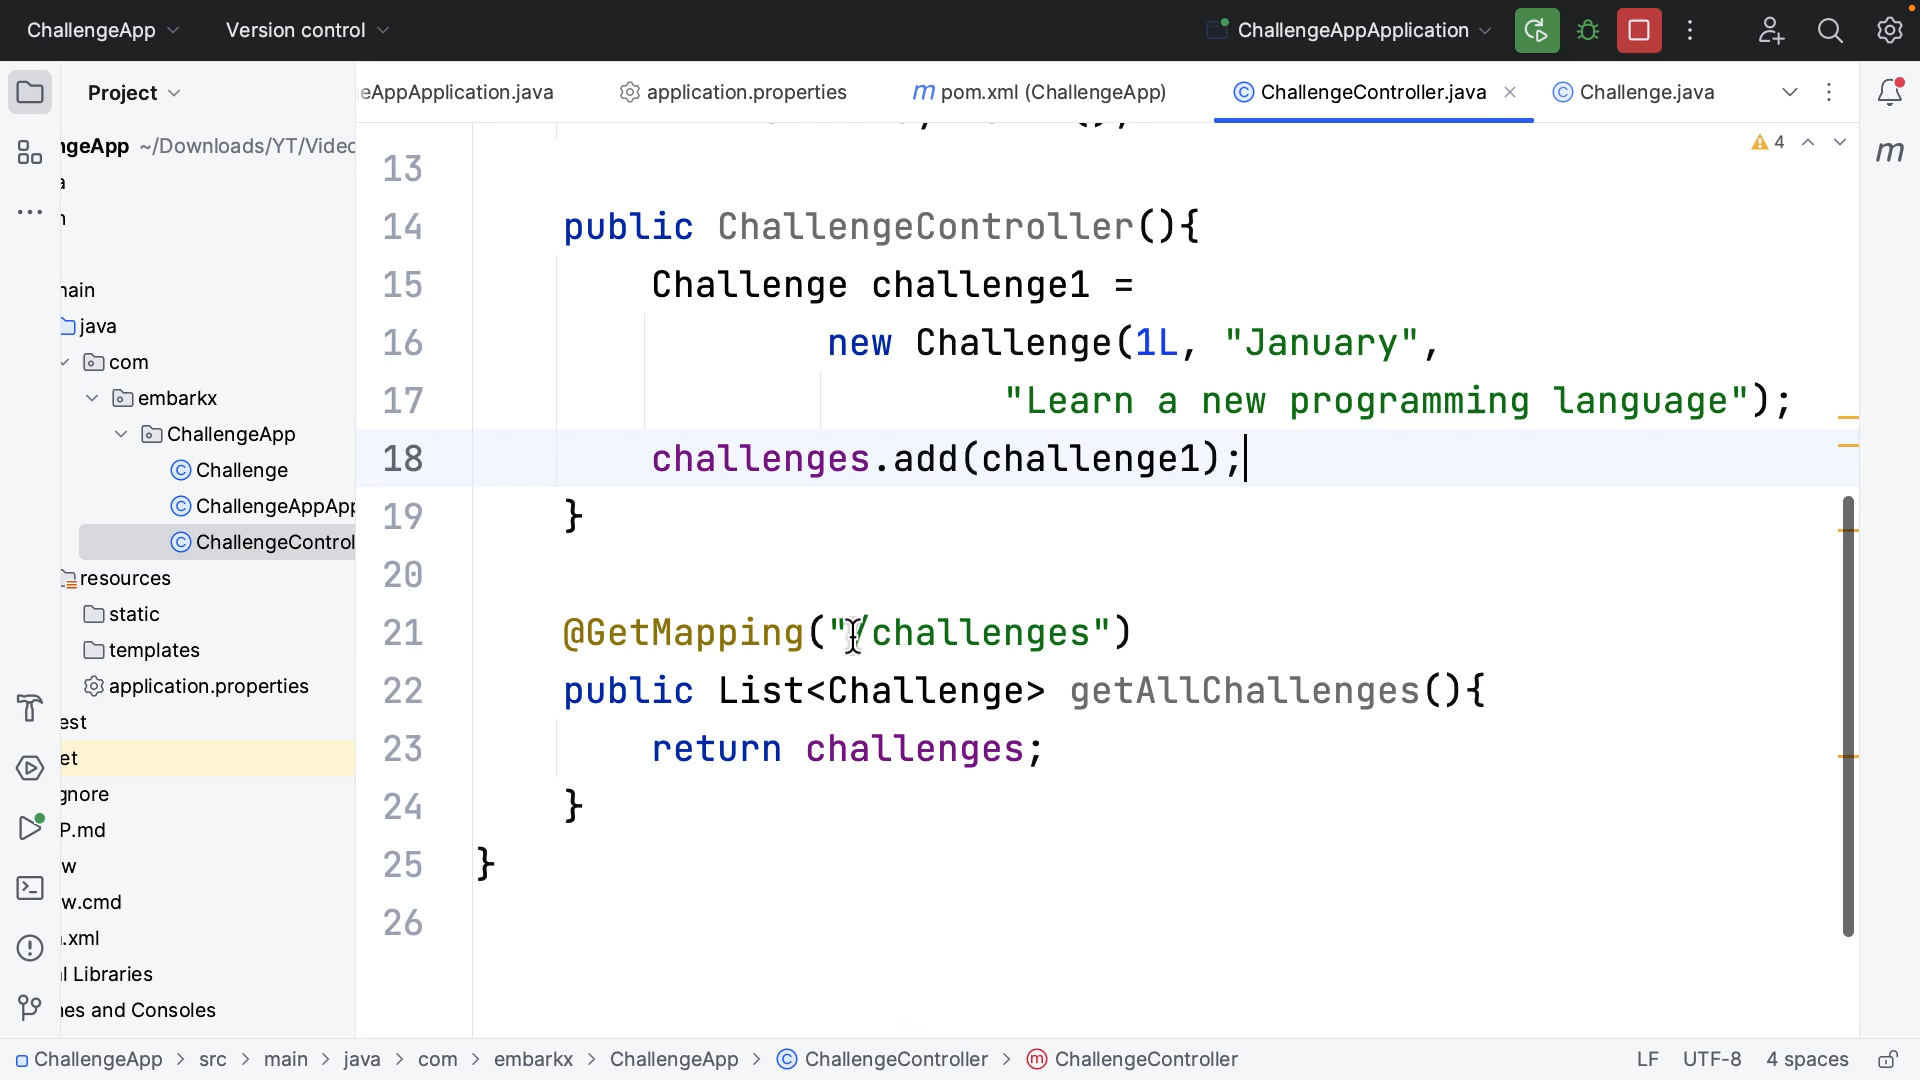 ChallengeApp
Version control
ChallengeAppApplication
Project
eAppApplication.java
application.properties
m pom.xml (ChallengeApp)
ChallengeController.java
Challenge.java
m
ngeApp ~/Downloads/YT/Videc
java
com
embarkx
ChallengeApp
Challenge
ChallengeAppApp
ChallengeControl
resources
static
templates
application.properties
est
et
gnore
P.md
w
w.cmd
.xml
l Libraries
nes and Consoles
4
13
14 public ChallengeController(){
15 Challenge challenge1 =
16 new Challenge(1L, "January",
17 "Learn a new programming language");
18 challenges.add(challenge1);
19 }
20
21 @GetMapping("/challenges")
22 public List<Challenge> getAllChallenges(){
23 return challenges;
24 }
25 }
26
ChallengeApp > src > main > java > com > embarkx > ChallengeApp > ChallengeController > ChallengeController
LF UTF-8 4 spaces